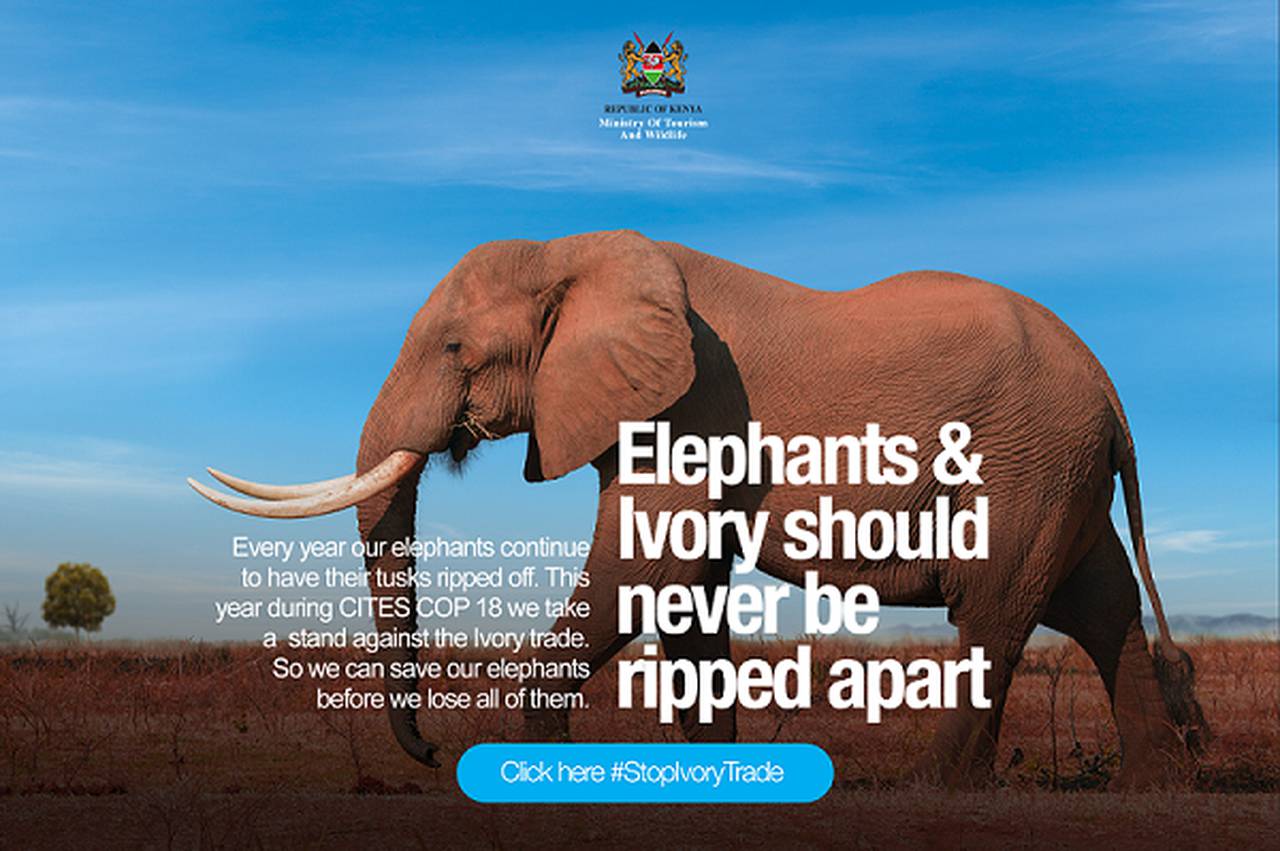 REPUBLIC OF KENYA
Ministry Of Tourism
And Wildlife
Elephants &
Ivory should
never be
ripped apart
Every year our elephants continue
to have their tusks ripped off. This
year during CITES COP 18 we take
a stand against the Ivory trade.
So we can save our elephants
before we lose all of them.
Click here #StopIvoryTrade